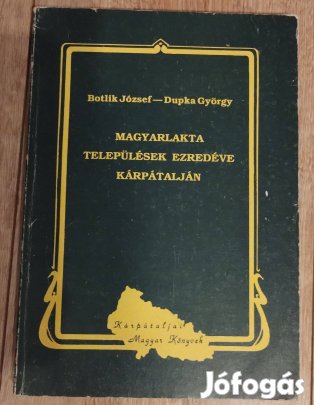 Botlik József—Dupka György
MAGYARLAKTA
TELEPÜLÉSEK EZREDÉVE
KÁRPÁTALJÁN
Kárpátaljai
Magyar Könyvek
Jófogás